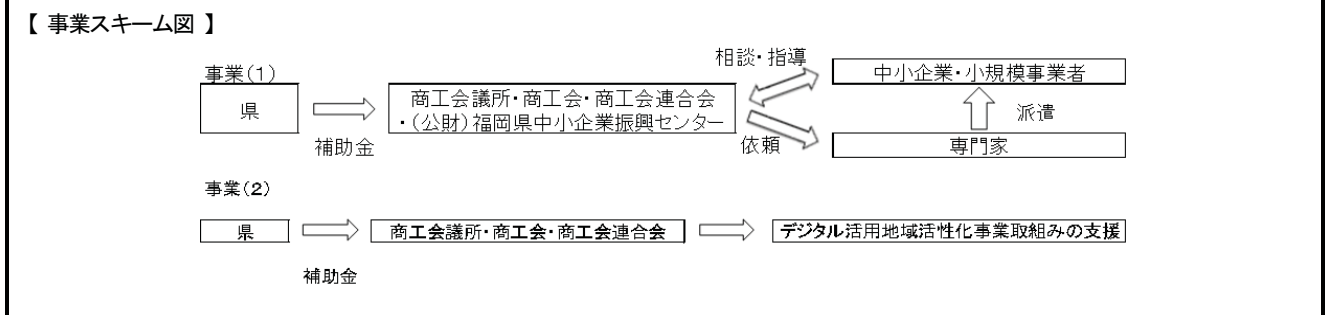 【 事業スキーム図 】
事業(1)
県
補助金
商工会議所・商工会・商工会連合会
・(公財)福岡県中小企業振興センター
相談・指導
依頼
中小企業・小規模事業者
派遣
専門家
事業(2)
県
補助金
商工会議所・商工会・商工会連合会
デジタル活用地域活性化事業取組みの支援